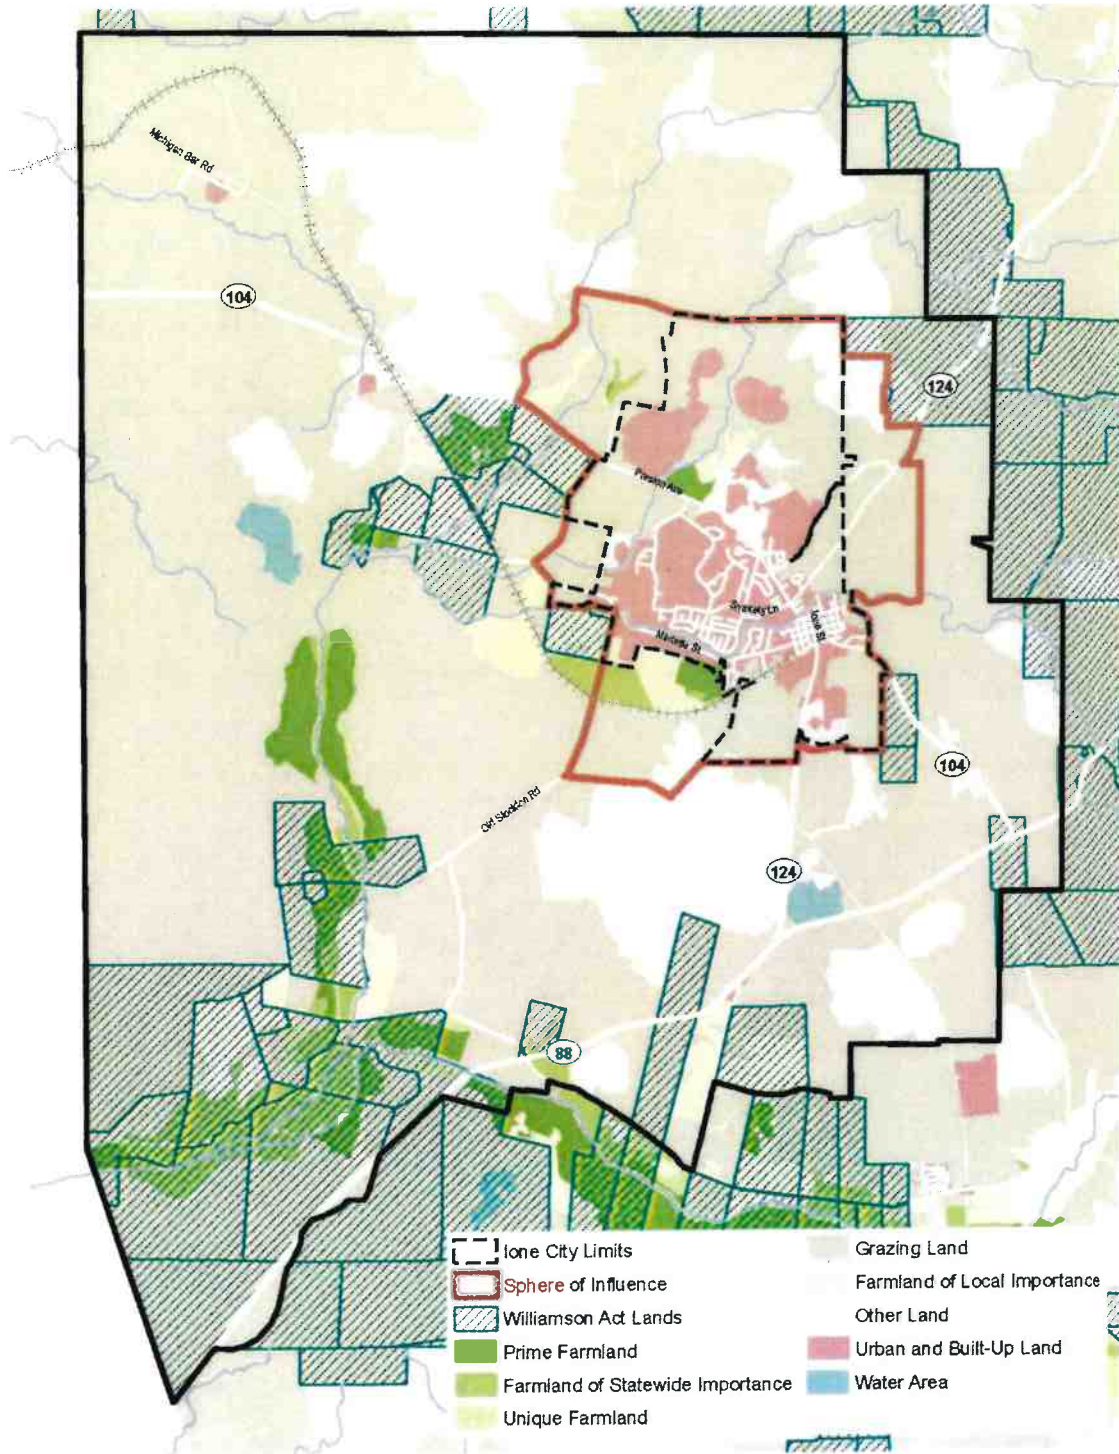 Michigan Bar Rd
104
124
Preston Ave
Shakely Ln
Ione St
Marlette St
104
Old Stockton Rd
124
88
Ione City Limits
Sphere of Influence
Williamson Act Lands
Prime Farmland
Farmland of Statewide Importance
Unique Farmland
Grazing Land
Farmland of Local Importance
Other Land
Urban and Built-Up Land
Water Area